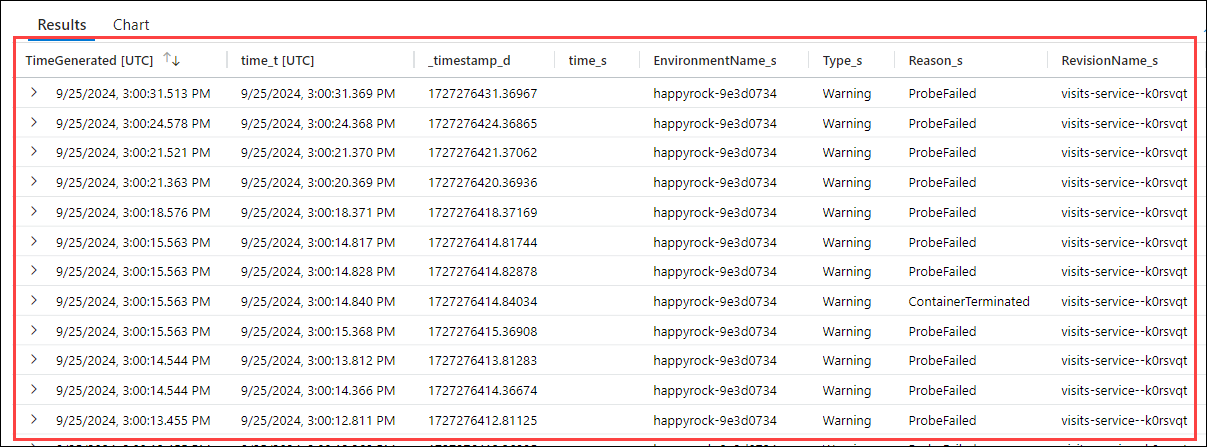 Results Chart
TimeGenerated [UTC] time_t [UTC] _timestamp_d time_s EnvironmentName_s Type_s Reason_s RevisionName_s
9/25/2024, 3:00:31.513 PM 9/25/2024, 3:00:31.369 PM 1727276431.36967 happyrock-9e3d0734 Warning ProbeFailed visits-service--k0rsvqt
9/25/2024, 3:00:24.578 PM 9/25/2024, 3:00:24.368 PM 1727276424.36865 happyrock-9e3d0734 Warning ProbeFailed visits-service--k0rsvqt
9/25/2024, 3:00:21.521 PM 9/25/2024, 3:00:21.370 PM 1727276421.37062 happyrock-9e3d0734 Warning ProbeFailed visits-service--k0rsvqt
9/25/2024, 3:00:21.363 PM 9/25/2024, 3:00:20.369 PM 1727276420.36936 happyrock-9e3d0734 Warning ProbeFailed visits-service--k0rsvqt
9/25/2024, 3:00:18.576 PM 9/25/2024, 3:00:18.371 PM 1727276418.37169 happyrock-9e3d0734 Warning ProbeFailed visits-service--k0rsvqt
9/25/2024, 3:00:15.563 PM 9/25/2024, 3:00:14.817 PM 1727276414.81744 happyrock-9e3d0734 Warning ProbeFailed visits-service--k0rsvqt
9/25/2024, 3:00:15.563 PM 9/25/2024, 3:00:14.828 PM 1727276414.82878 happyrock-9e3d0734 Warning ProbeFailed visits-service--k0rsvqt
9/25/2024, 3:00:15.563 PM 9/25/2024, 3:00:14.840 PM 1727276414.84034 happyrock-9e3d0734 Warning ContainerTerminated visits-service--k0rsvqt
9/25/2024, 3:00:15.563 PM 9/25/2024, 3:00:15.368 PM 1727276415.36908 happyrock-9e3d0734 Warning ProbeFailed visits-service--k0rsvqt
9/25/2024, 3:00:14.544 PM 9/25/2024, 3:00:13.812 PM 1727276413.81283 happyrock-9e3d0734 Warning ProbeFailed visits-service--k0rsvqt
9/25/2024, 3:00:14.544 PM 9/25/2024, 3:00:14.366 PM 1727276414.36674 happyrock-9e3d0734 Warning ProbeFailed visits-service--k0rsvqt
9/25/2024, 3:00:13.455 PM 9/25/2024, 3:00:12.811 PM 1727276412.81125 happyrock-9e3d0734 Warning ProbeFailed visits-service--k0rsvqt